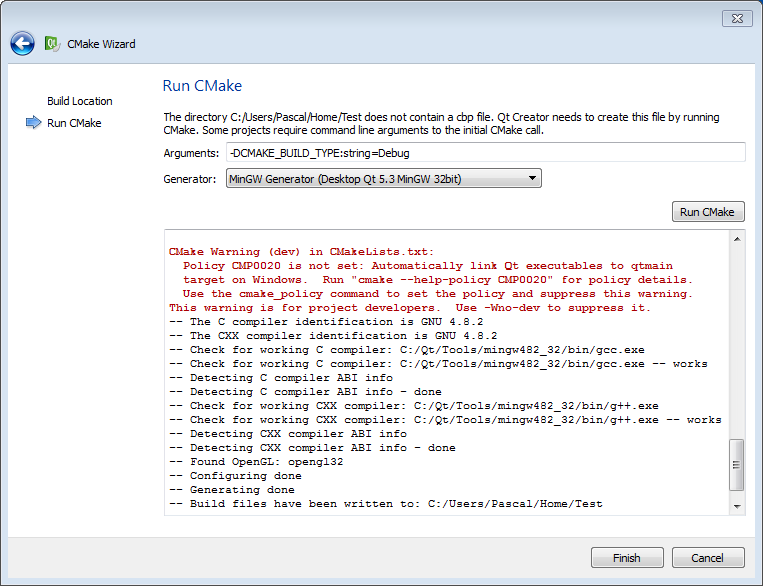 CMake Wizard
Build Location
Run CMake
Run CMake
The directory C:/Users/Pascal/Home/Test does not contain a cbp file. Qt Creator needs to create this file by running
CMake. Some projects require command line arguments to the initial CMake call.
Arguments: -DCMAKE_BUILD_TYPE:string=Debug
Generator: MinGW Generator (Desktop Qt 5.3 MinGW 32bit)
Run CMake
CMake Warning (dev) in CMakeLists.txt:
Policy CMP0020 is not set: Automatically link Qt executables to qtmain
target on Windows.  Run "cmake --help-policy CMP0020" for policy details.
Use the cmake_policy command to set the policy and suppress this warning.
This warning is for project developers.  Use -Wno-dev to suppress it.
-- The C compiler identification is GNU 4.8.2
-- The CXX compiler identification is GNU 4.8.2
-- Check for working C compiler: C:/Qt/Tools/mingw482_32/bin/gcc.exe
-- Check for working C compiler: C:/Qt/Tools/mingw482_32/bin/gcc.exe -- works
-- Detecting C compiler ABI info
-- Detecting C compiler ABI info - done
-- Check for working CXX compiler: C:/Qt/Tools/mingw482_32/bin/g++.exe
-- Check for working CXX compiler: C:/Qt/Tools/mingw482_32/bin/g++.exe -- works
-- Detecting CXX compiler ABI info
-- Detecting CXX compiler ABI info - done
-- Found OpenGL: opengl32
-- Configuring done
-- Generating done
-- Build files have been written to: C:/Users/Pascal/Home/Test
Finish
Cancel